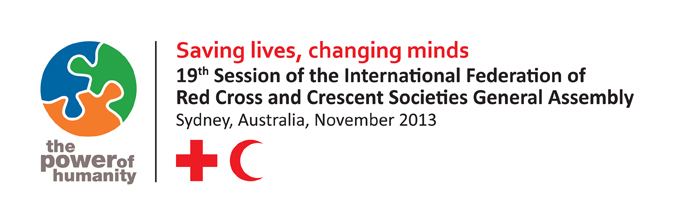 the
power of
humanity
Saving lives, changing minds
19th Session of the International Federation of
Red Cross and Crescent Societies General Assembly
Sydney, Australia, November 2013